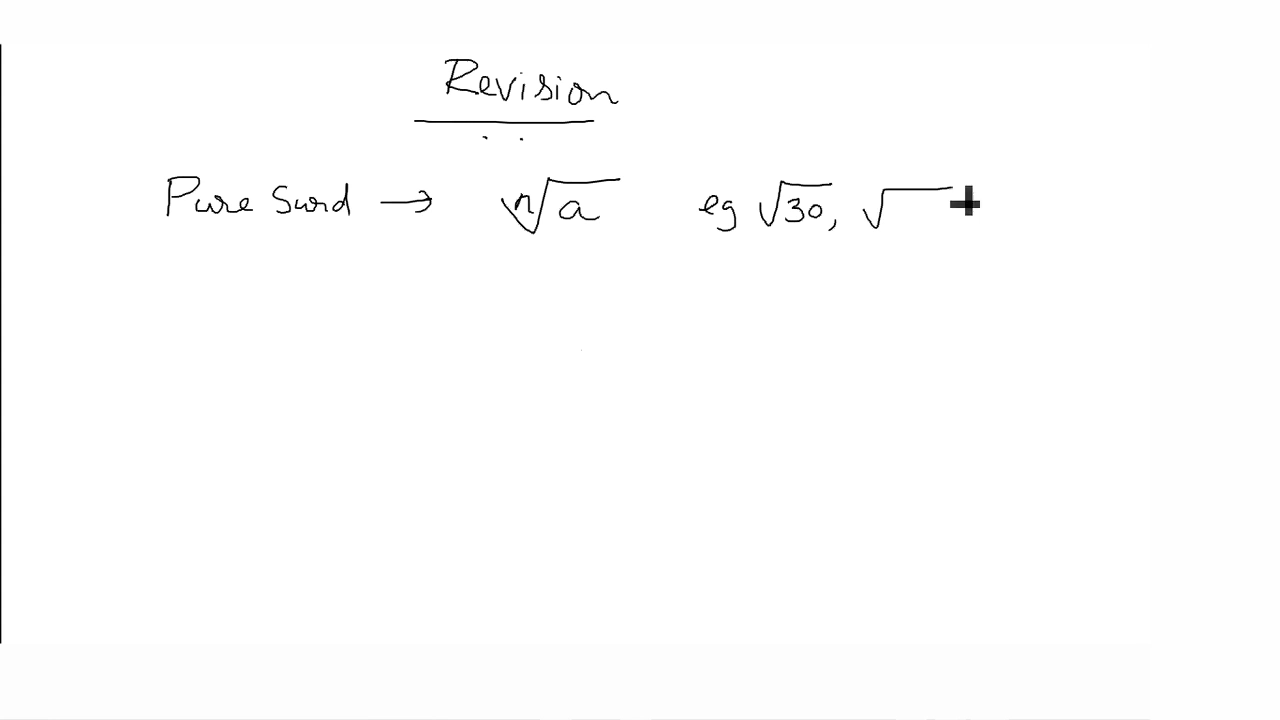 Revision
Pure Surd → ⁿ√a eg √30, √